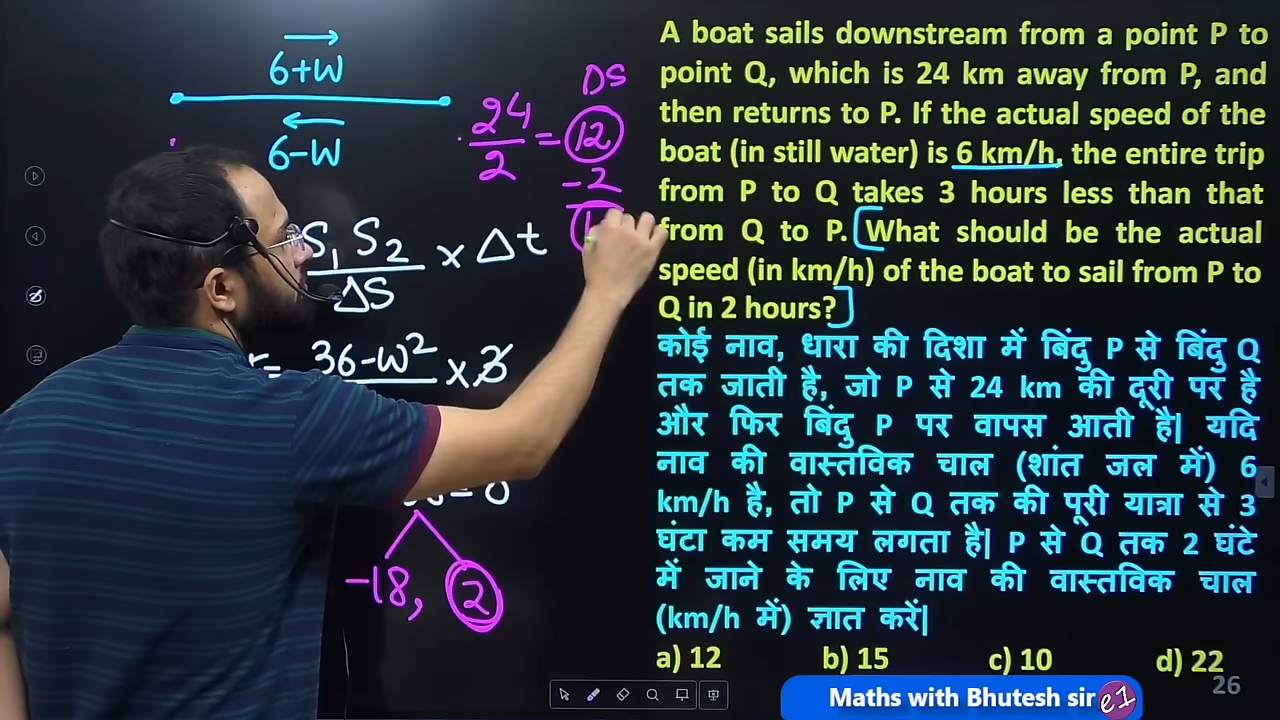 6+W
6-W
DS
24/2 = 12
-2
S₁ S₂/ΔS × Δt
36-W²
×3
= 0
-18, 2
A boat sails downstream from a point P to
point Q, which is 24 km away from P, and
then returns to P. If the actual speed of the
boat (in still water) is 6 km/h, the entire trip
from P to Q takes 3 hours less than that
from Q to P. [What should be the actual
speed (in km/h) of the boat to sail from P to
Q in 2 hours?]
कोई नाव, धारा की दिशा में बिंदु P से बिंदु Q
तक जाती है, जो P से 24 km की दूरी पर है
और फिर बिंदु P पर वापस आती है| यदि
नाव की वास्तविक चाल (शांत जल में) 6
km/h है, तो P से Q तक की पूरी यात्रा से 3
घंटा कम समय लगता है| P से Q तक 2 घंटे
में जाने के लिए नाव की वास्तविक चाल
(km/h में) ज्ञात करें|
a) 12 b) 15 c) 10 d) 22
26
Maths with Bhutesh sir e1